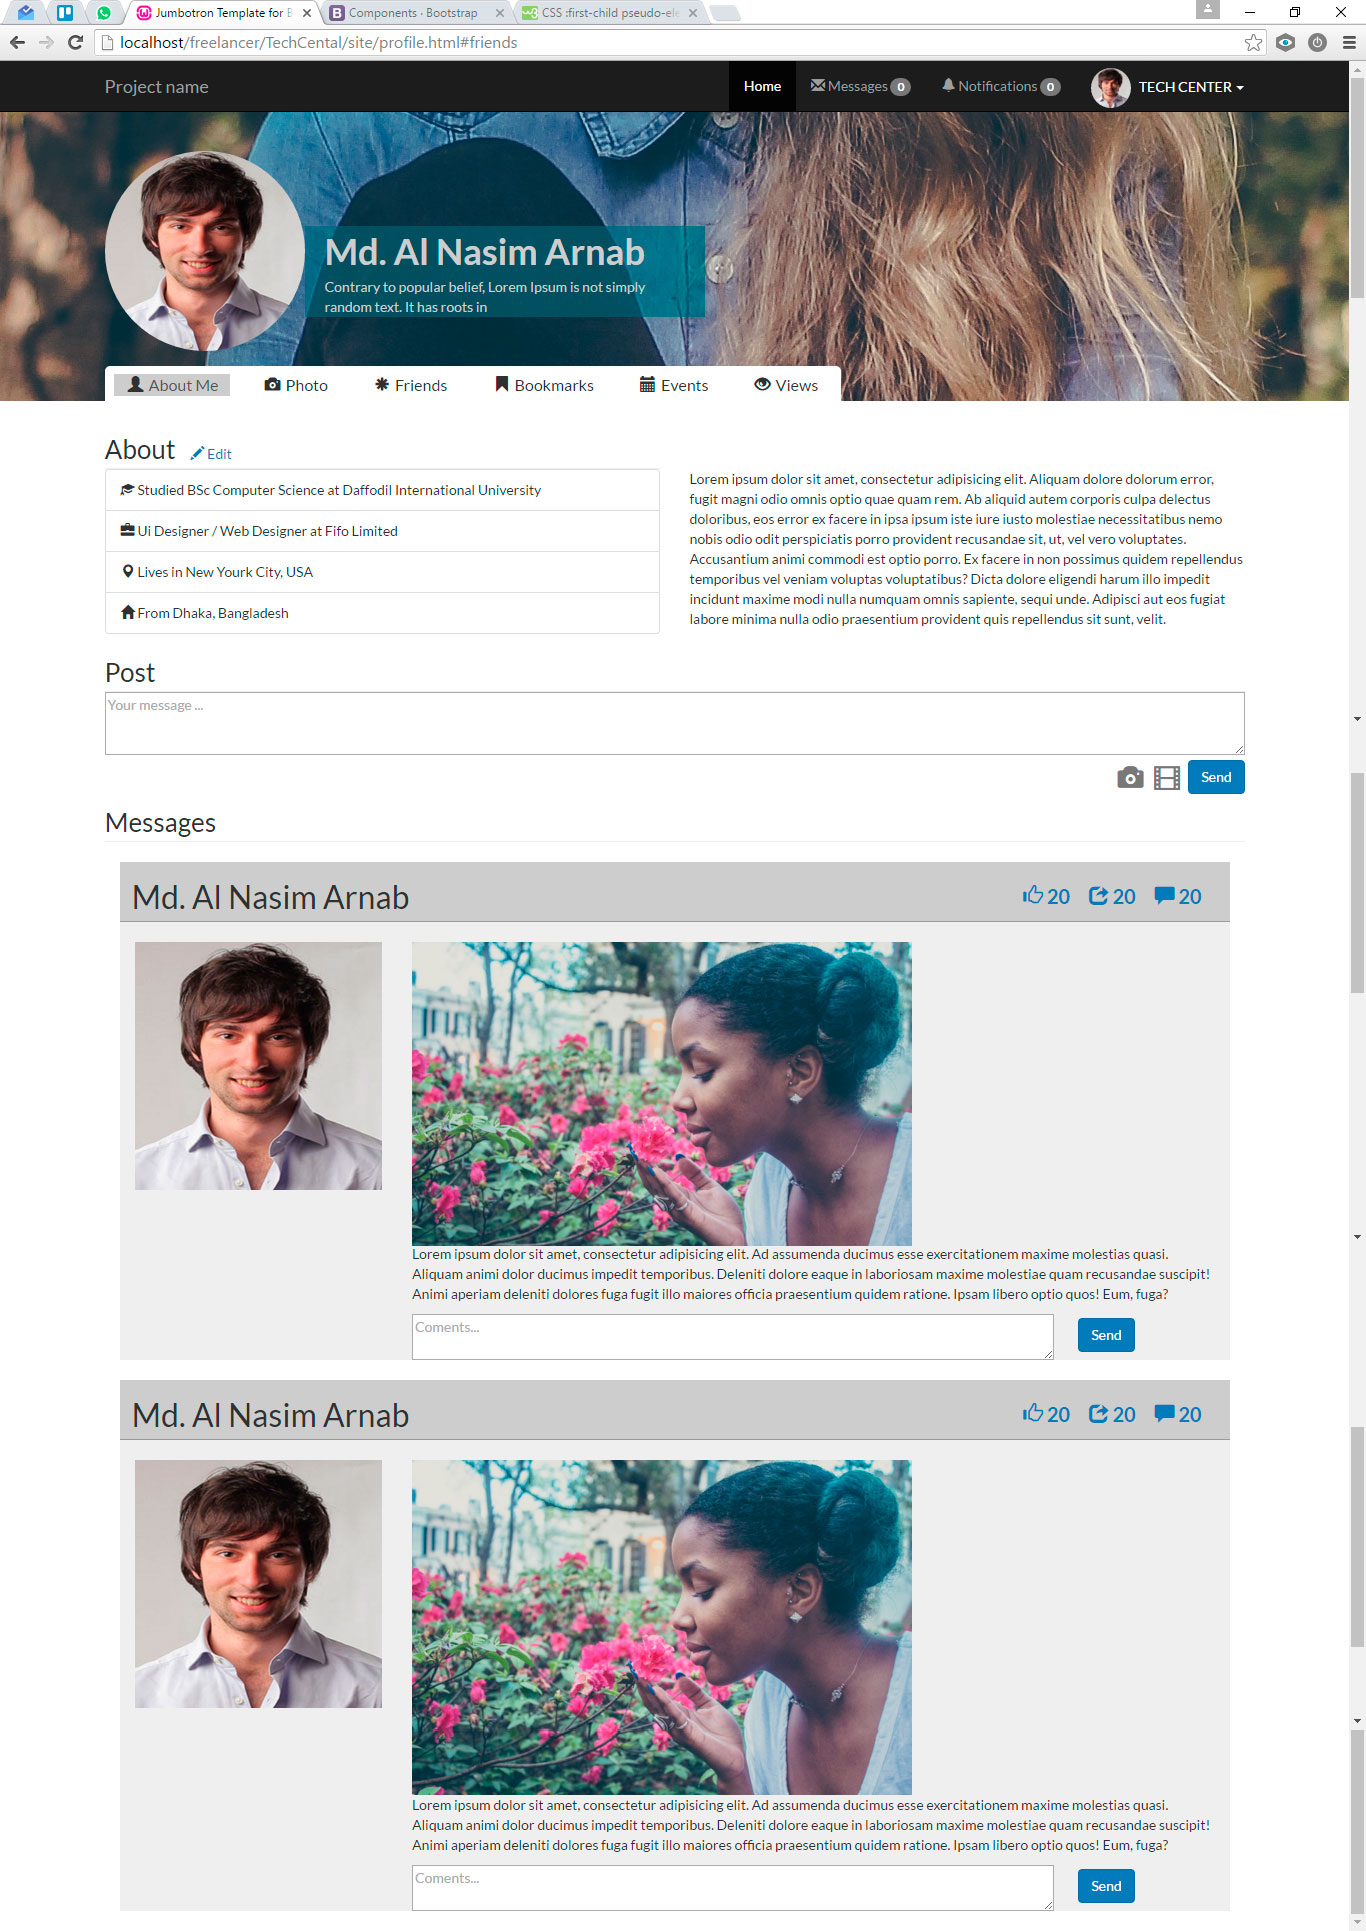 Jumbotron Template for B
Components · Bootstrap
CSS :first-child pseudo-ele
localhost/freelancer/TechCental/site/profile.html#friends
Project name
Home
Messages 0
Notifications 0
TECH CENTER
Md. Al Nasim Arnab
Contrary to popular belief, Lorem Ipsum is not simply
random text. It has roots in
About Me
Photo
Friends
Bookmarks
Events
Views
About
Edit
Studied BSc Computer Science at Daffodil International University
Ui Designer / Web Designer at Fifo Limited
Lives in New Yourk City, USA
From Dhaka, Bangladesh
Lorem ipsum dolor sit amet, consectetur adipisicing elit. Aliquam dolore dolorum error,
fugit magni odio omnis optio quae quam rem. Ab aliquid autem corporis culpa delectus
doloribus, eos error ex facere in ipsa ipsum iste iure iusto molestiae necessitatibus nemo
nobis odio odit perspiciatis porro provident recusandae sit, ut, vel vero voluptates.
Accusantium animi commodi est optio porro. Ex facere in non possimus quidem repellendus
temporibus vel veniam voluptas voluptatibus? Dicta dolore eligendi harum illo impedit
incidunt maxime modi nulla numquam omnis sapiente, sequi unde. Adipisci aut eos fugiat
labore minima nulla odio praesentium provident quis repellendus sit sunt, velit.
Post
Your message ...
Send
Messages
Md. Al Nasim Arnab
20 20 20
Lorem ipsum dolor sit amet, consectetur adipisicing elit. Ad assumenda ducimus esse exercitationem maxime molestias quasi.
Aliquam animi dolor ducimus impedit temporibus. Deleniti dolore eaque in laboriosam maxime molestiae quam recusandae suscipit!
Animi aperiam deleniti dolores fuga fugit illo maiores officia praesentium quidem ratione. Ipsam libero optio quos! Eum, fuga?
Coments...
Send
Md. Al Nasim Arnab
20 20 20
Lorem ipsum dolor sit amet, consectetur adipisicing elit. Ad assumenda ducimus esse exercitationem maxime molestias quasi.
Aliquam animi dolor ducimus impedit temporibus. Deleniti dolore eaque in laboriosam maxime molestiae quam recusandae suscipit!
Animi aperiam deleniti dolores fuga fugit illo maiores officia praesentium quidem ratione. Ipsam libero optio quos! Eum, fuga?
Coments...
Send